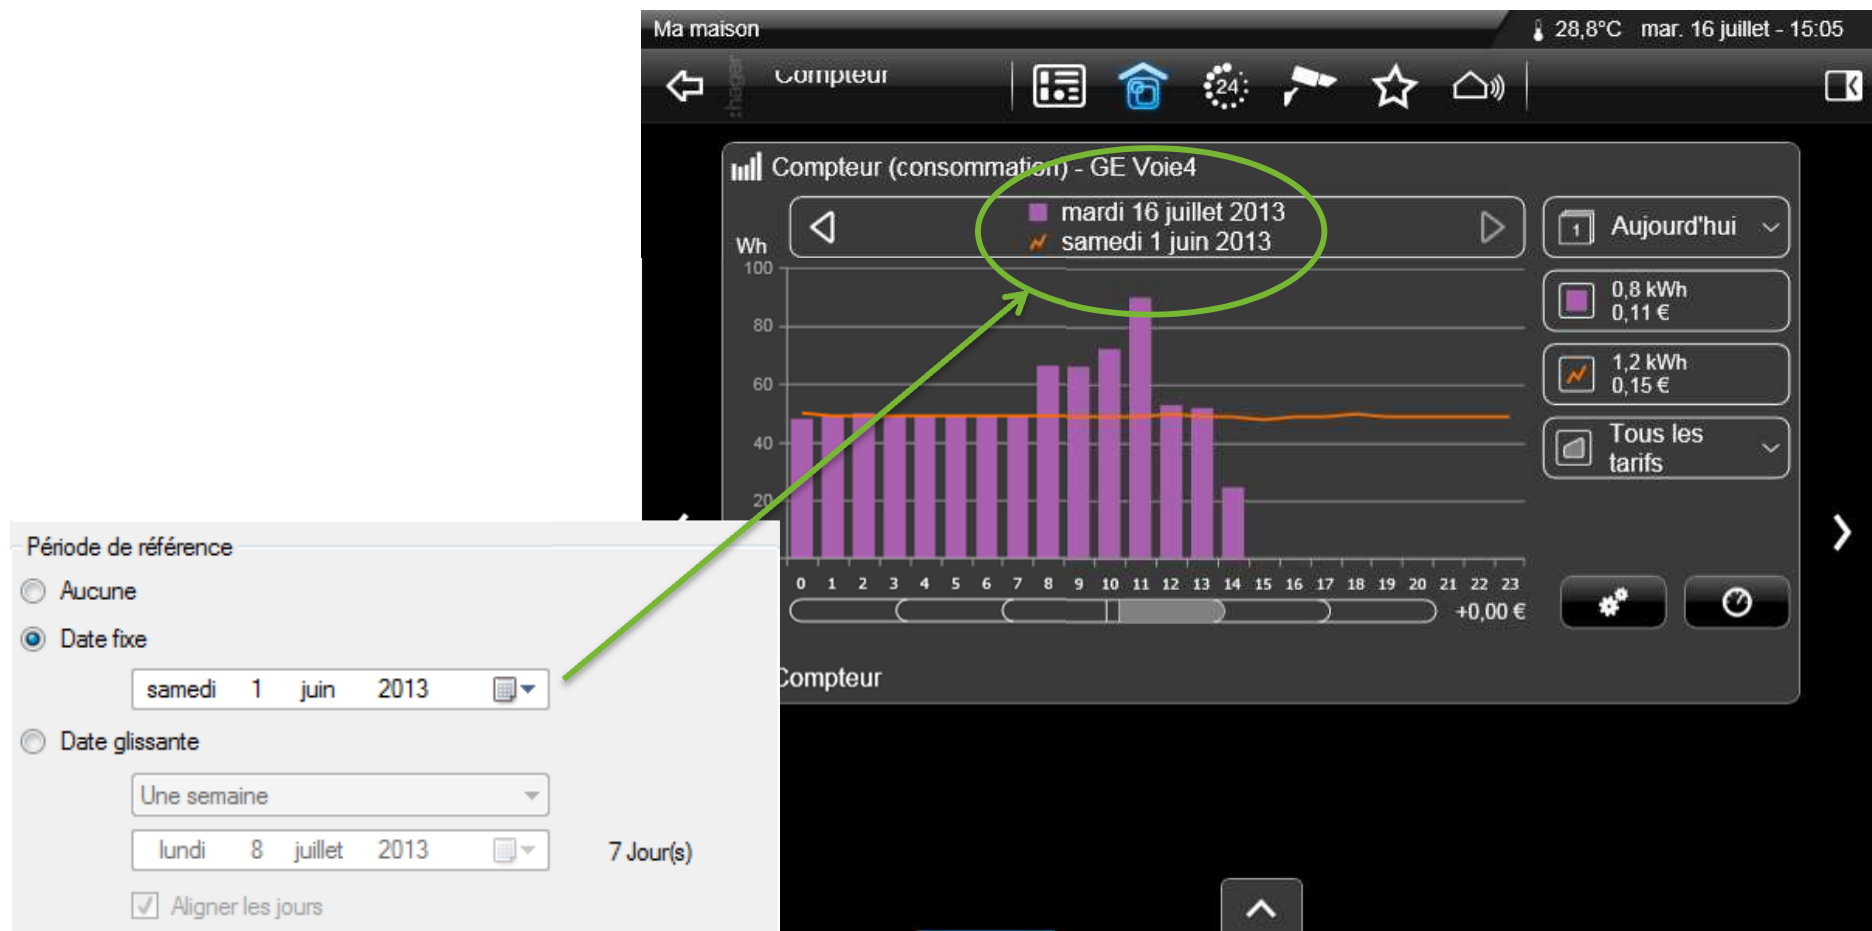 Ma maison
28,8°C mar. 16 juillet - 15:05
:hager
Compteur
24
Compteur (consommation) - GE Voie4
mardi 16 juillet 2013
samedi 1 juin 2013
1 Aujourd'hui
Wh
100
80
60
40
20
0,8 kWh
0,11 €
1,2 kWh
0,15 €
Tous les
tarifs
0 1 2 3 4 5 6 7 8 9 10 11 12 13 14 15 16 17 18 19 20 21 22 23
+0,00 €
Compteur
Période de référence
Aucune
Date fixe
samedi 1 juin 2013
Date glissante
Une semaine
lundi 8 juillet 2013
7 Jour(s)
Aligner les jours